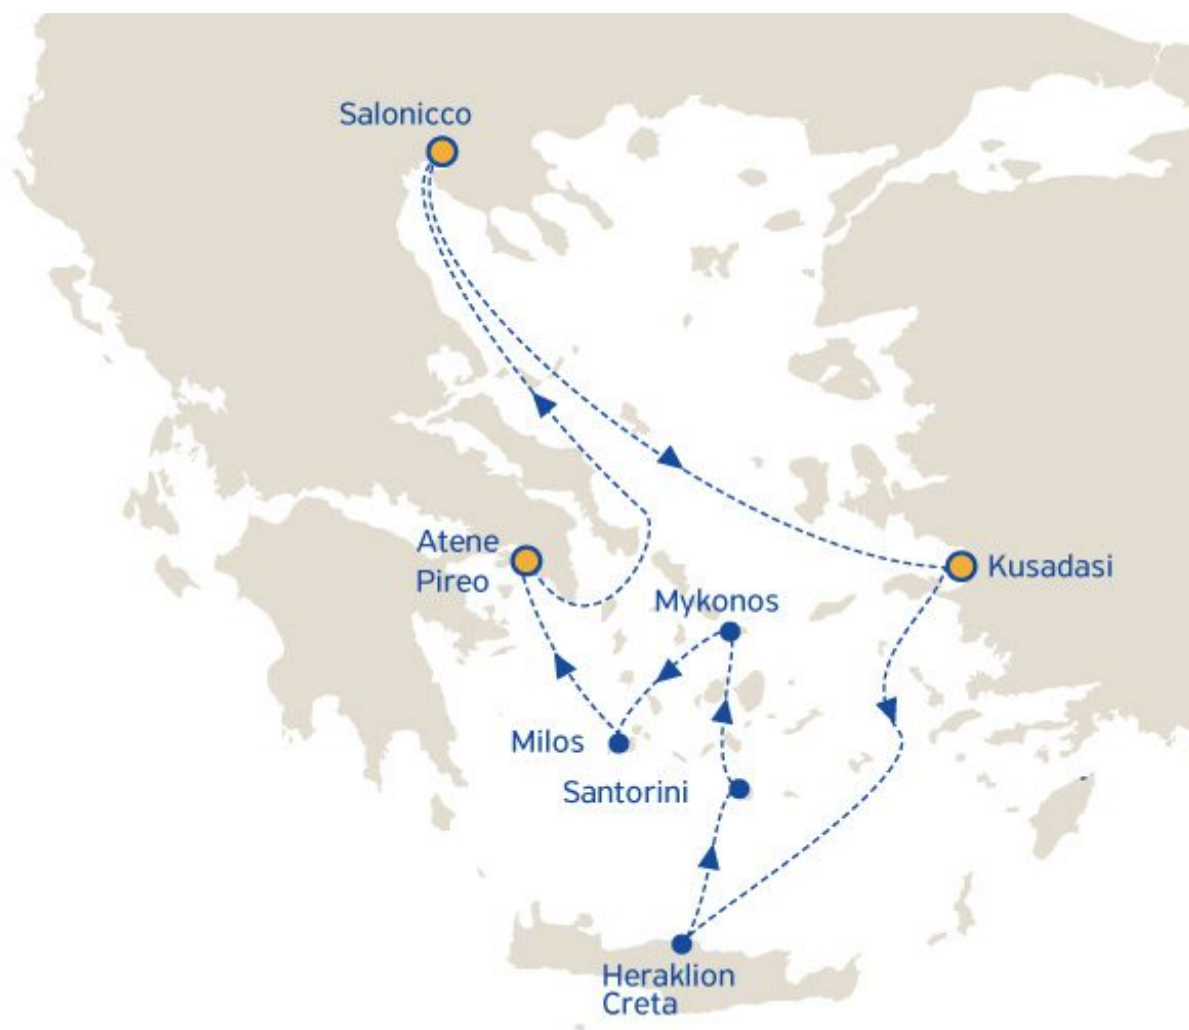 Salonicco
Atene
Pireo
Kusadasi
Mykonos
Milos
Santorini
Heraklion
Creta